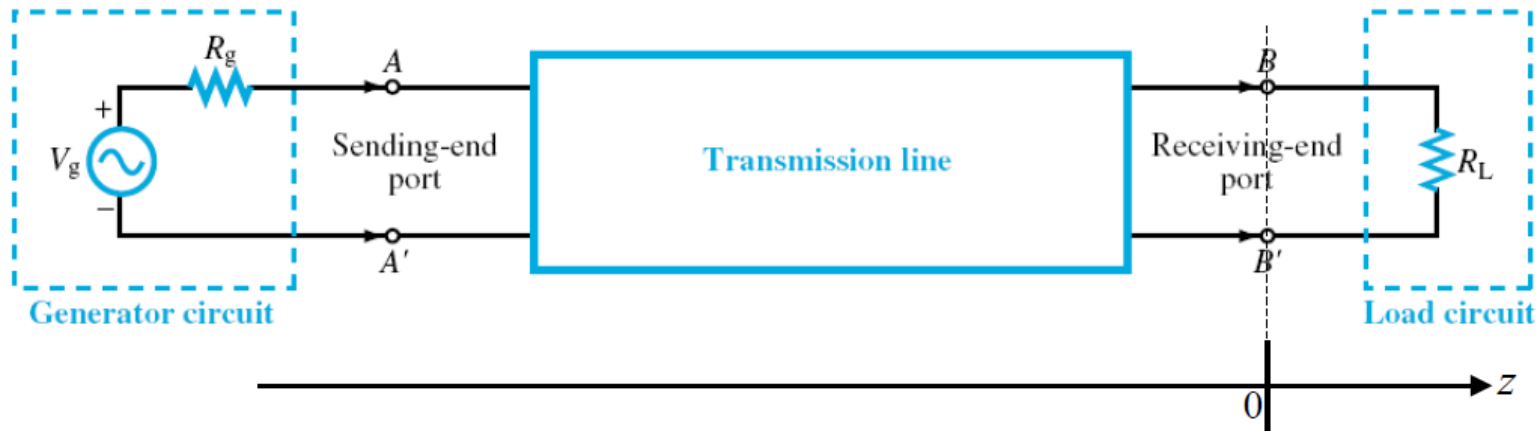 R_g
A
B
+
V_g
Sending-end
port
Transmission line
Receiving-end
port
R_L
−
A′
B′
Generator circuit
Load circuit
z
0